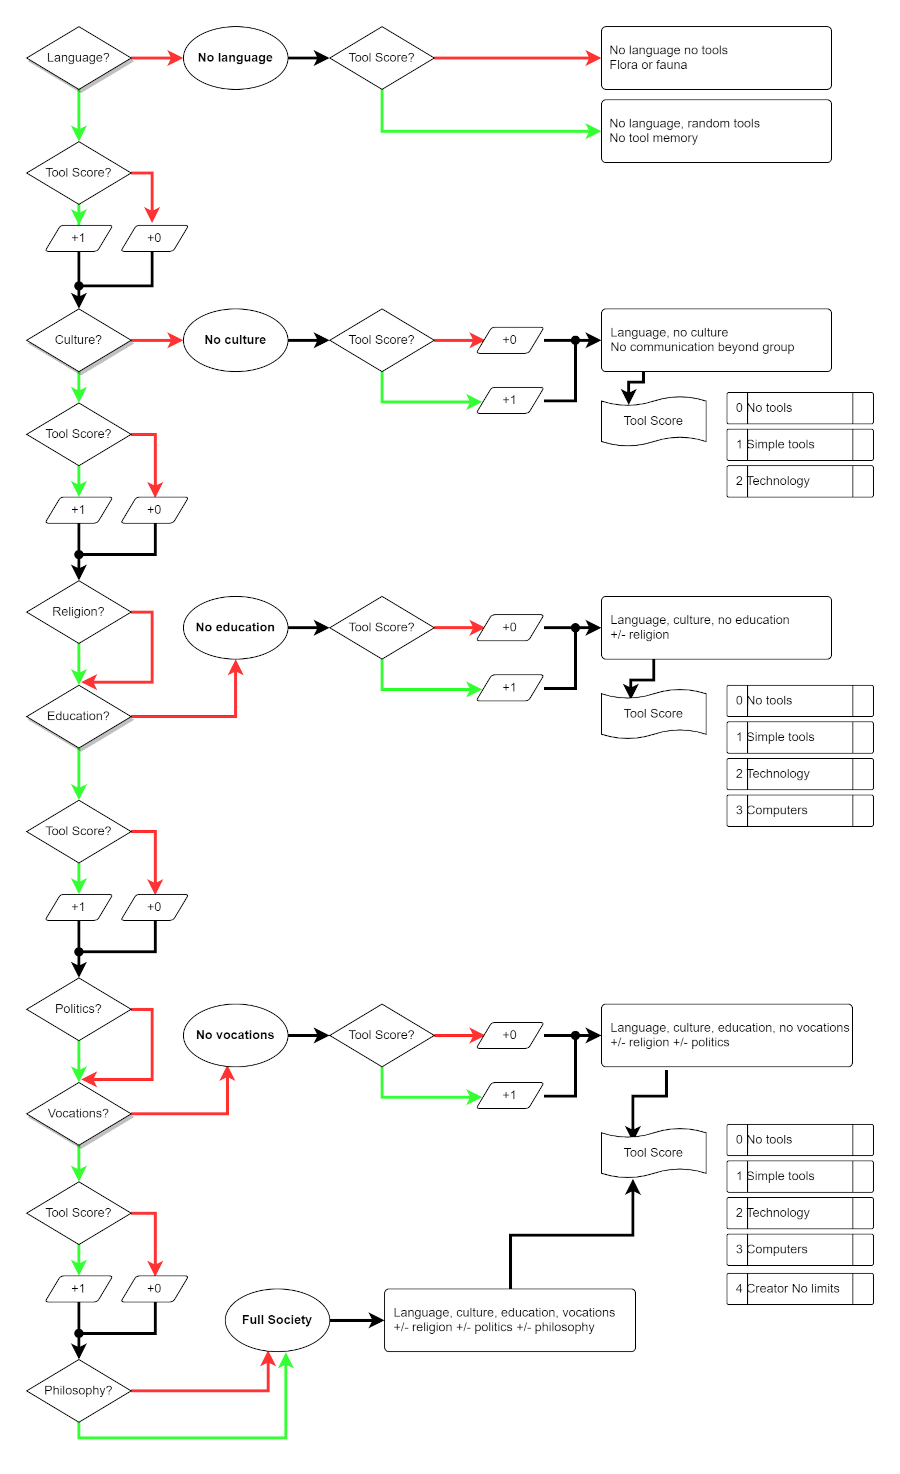 Language?
No language
Tool Score?
No language no tools
Flora or fauna
No language, random tools
No tool memory
Tool Score?
+1
+0
Culture?
No culture
Tool Score?
+0
Language, no culture
No communication beyond group
+1
Tool Score
0 No tools
1 Simple tools
2 Technology
Tool Score?
+1
+0
Religion?
No education
Tool Score?
+0
Language, culture, no education
+/- religion
+1
Education?
Tool Score
0 No tools
1 Simple tools
2 Technology
3 Computers
Tool Score?
+1
+0
Politics?
No vocations
Tool Score?
+0
Language, culture, education, no vocations
+/- religion +/- politics
+1
Vocations?
Tool Score
0 No tools
1 Simple tools
2 Technology
3 Computers
4 Creator No limits
Tool Score?
+1
+0
Full Society
Language, culture, education, vocations
+/- religion +/- politics +/- philosophy
Philosophy?